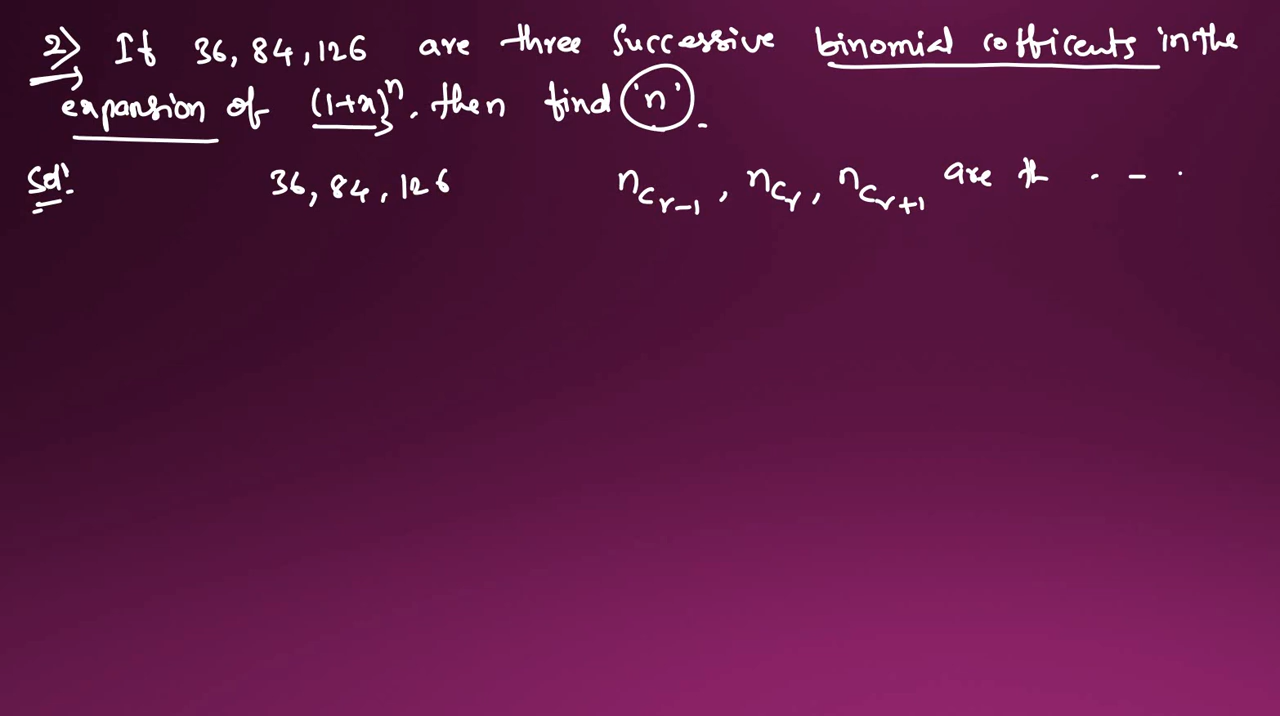 2) If 36, 84, 126 are three Successive binomial cofficents in the
expansion of (1+x)^n. then find 'n'.
Sol: 36, 84, 126 nC_{r-1}, nC_r, nC_{r+1} are th . - .